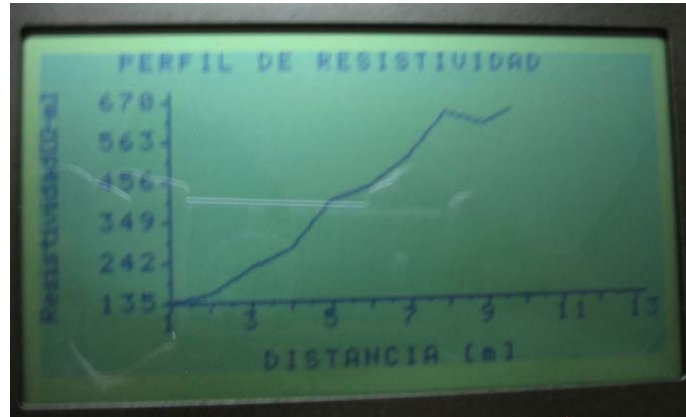 PERFIL DE RESISTIVIDAD
Resistividad[Ω-m]
670
563
456
349
242
135
1 3 5 7 9 11 13
DISTANCIA [m]